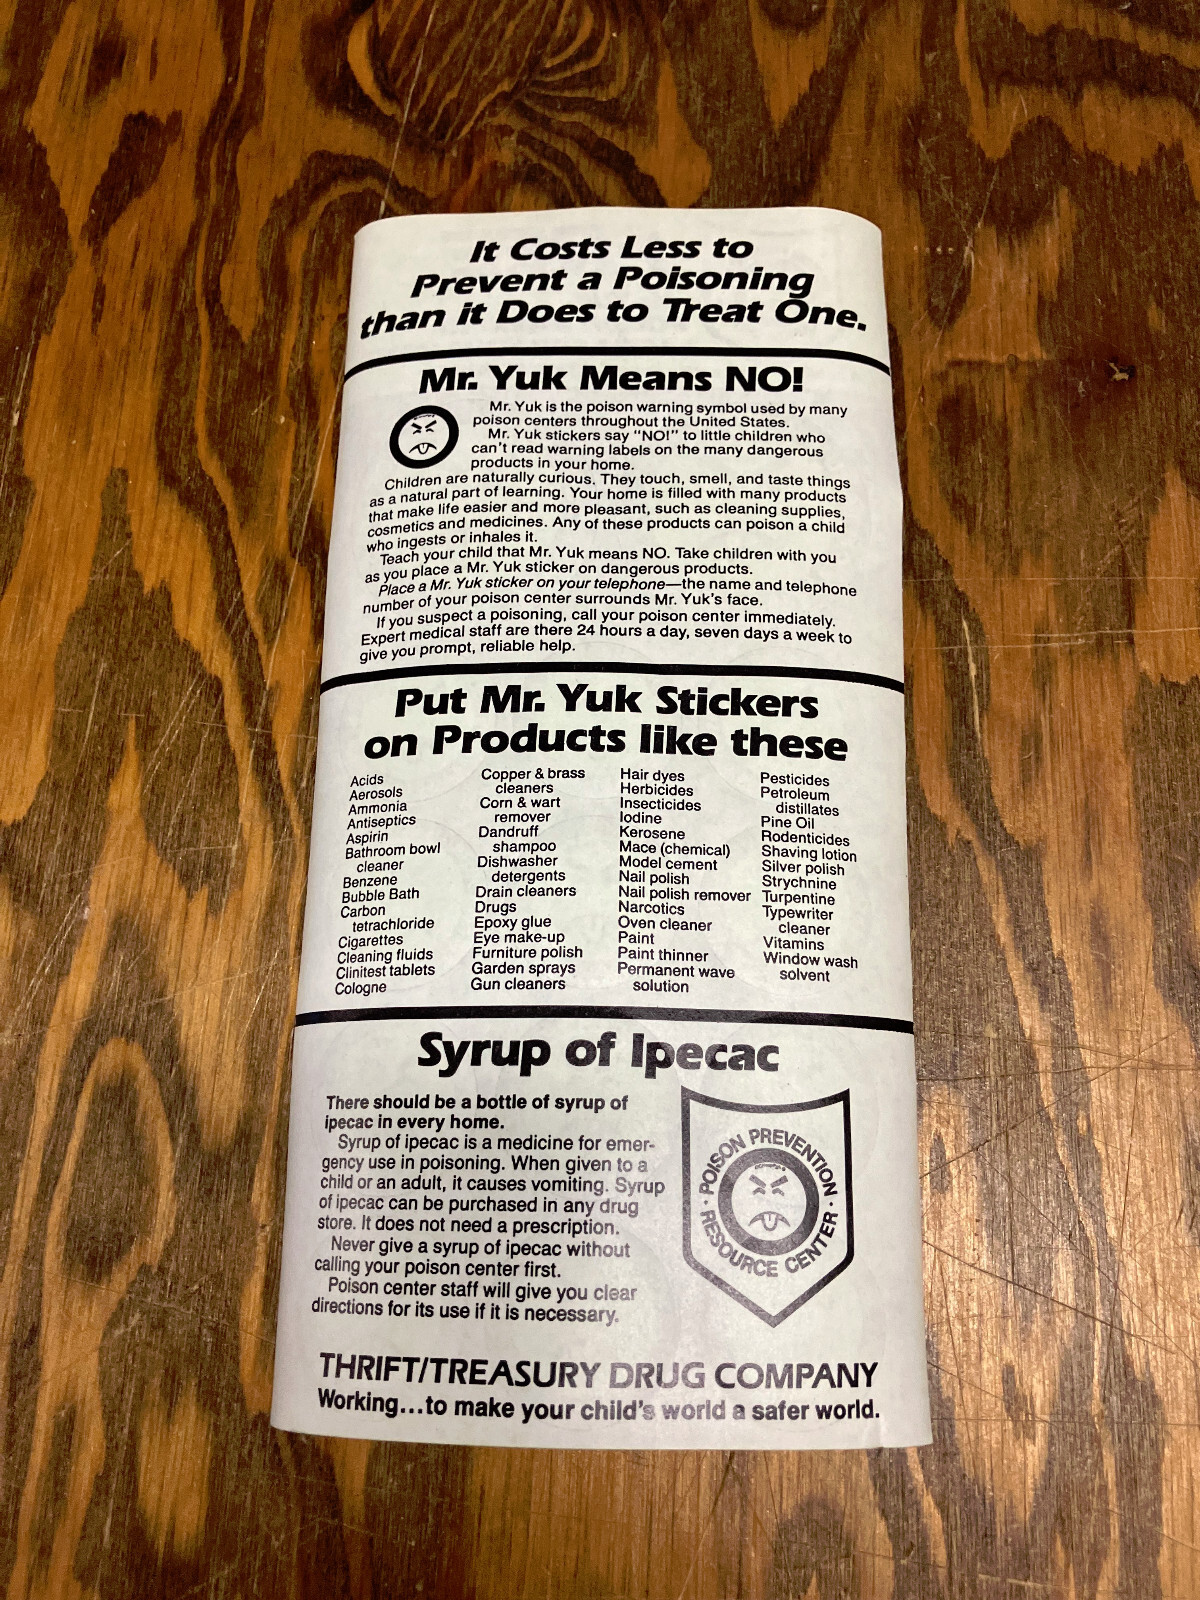 It Costs Less to
Prevent a Poisoning
than it Does to Treat One.
Mr. Yuk Means NO!
Mr. Yuk is the poison warning symbol used by many
poison centers throughout the United States.
Mr. Yuk stickers say "NO!" to little children who
can't read warning labels on the many dangerous
products in your home.
Children are naturally curious. They touch, smell, and taste things
as a natural part of learning. Your home is filled with many products
that make life easier and more pleasant, such as cleaning supplies,
cosmetics and medicines. Any of these products can poison a child
who ingests or inhales it.
Teach your child that Mr. Yuk means NO. Take children with you
as you place a Mr. Yuk sticker on dangerous products.
Place a Mr. Yuk sticker on your telephone—the name and telephone
number of your poison center surrounds Mr. Yuk's face.
If you suspect a poisoning, call your poison center immediately.
Expert medical staff are there 24 hours a day, seven days a week to
give you prompt, reliable help.
Put Mr. Yuk Stickers
on Products like these
Acids
Aerosols
Ammonia
Antiseptics
Aspirin
Bathroom bowl
cleaner
Benzene
Bubble Bath
Carbon
tetrachloride
Cigarettes
Cleaning fluids
Clinitest tablets
Cologne
Copper & brass
cleaners
Corn & wart
remover
Dandruff
shampoo
Dishwasher
detergents
Drain cleaners
Drugs
Epoxy glue
Eye make-up
Furniture polish
Garden sprays
Gun cleaners
Hair dyes
Herbicides
Insecticides
Iodine
Kerosene
Mace (chemical)
Model cement
Nail polish
Nail polish remover
Narcotics
Oven cleaner
Paint
Paint thinner
Permanent wave
solution
Pesticides
Petroleum
distillates
Pine Oil
Rodenticides
Shaving lotion
Silver polish
Strychnine
Turpentine
Typewriter
cleaner
Vitamins
Window wash
solvent
Syrup of Ipecac
There should be a bottle of syrup of
ipecac in every home.
Syrup of ipecac is a medicine for emer-
gency use in poisoning. When given to a
child or an adult, it causes vomiting. Syrup
of ipecac can be purchased in any drug
store. It does not need a prescription.
Never give a syrup of ipecac without
calling your poison center first.
Poison center staff will give you clear
directions for its use if it is necessary.
· POISON PREVENTION ·
RESOURCE CENTER
THRIFT/TREASURY DRUG COMPANY
Working...to make your child's world a safer world.